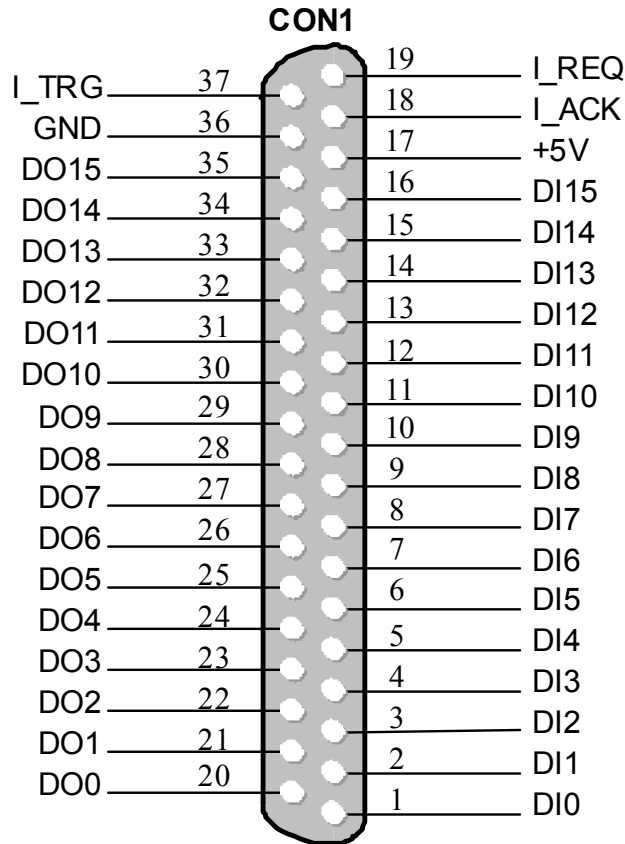 CON1
I_TRG 37
GND 36
DO15 35
DO14 34
DO13 33
DO12 32
DO11 31
DO10 30
DO9 29
DO8 28
DO7 27
DO6 26
DO5 25
DO4 24
DO3 23
DO2 22
DO1 21
DO0 20
19 I_REQ
18 I_ACK
17 +5V
16 DI15
15 DI14
14 DI13
13 DI12
12 DI11
11 DI10
10 DI9
9 DI8
8 DI7
7 DI6
6 DI5
5 DI4
4 DI3
3 DI2
2 DI1
1 DI0